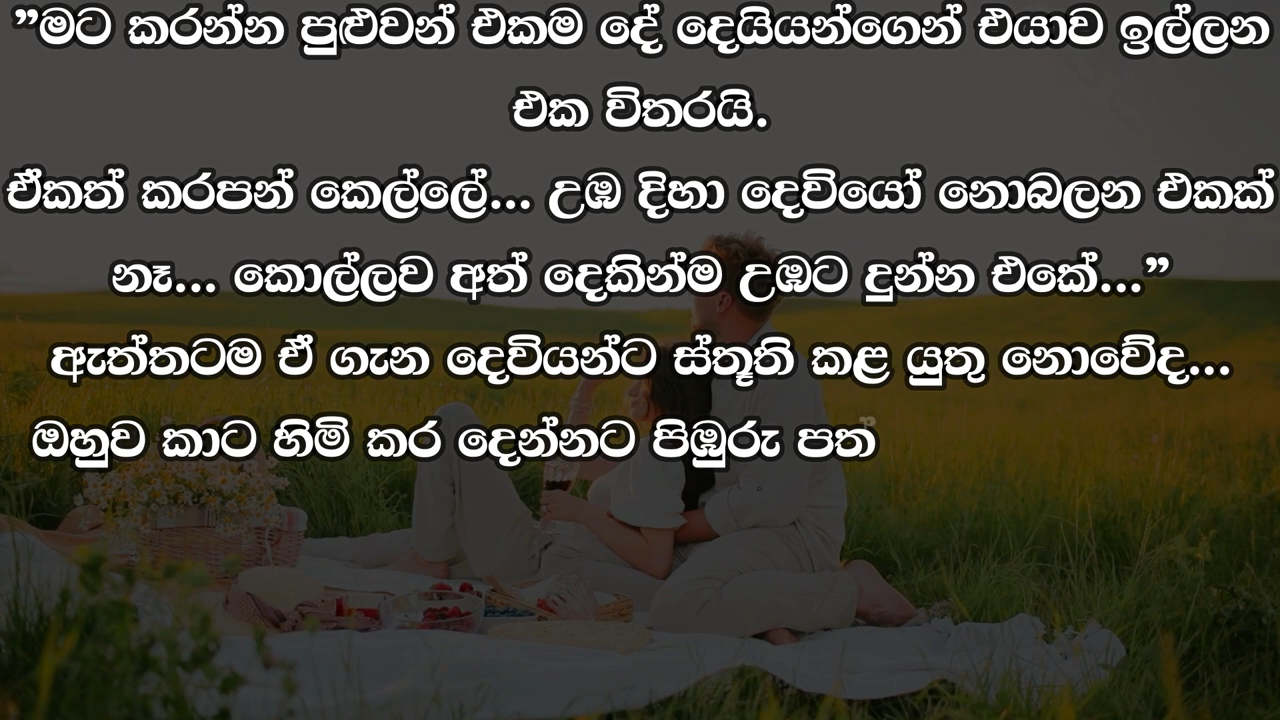 ”මට කරන්න පුළුවන් එකම දේ දෙයියන්ගෙන් එයාව ඉල්ලන
එක විතරයි.
ඒකත් කරපන් කෙල්ලේ... උඹ දිහා දෙවියෝ නොබලන එකක්
නෑ... කොල්ලව අත් දෙකින්ම උඹට දුන්න එකේ...”
ඇත්තටම ඒ ගැන දෙවියන්ට ස්තූති කළ යුතු නොවේද...
ඔහුව කාට හිමි කර දෙන්නට පිඹුරු පත